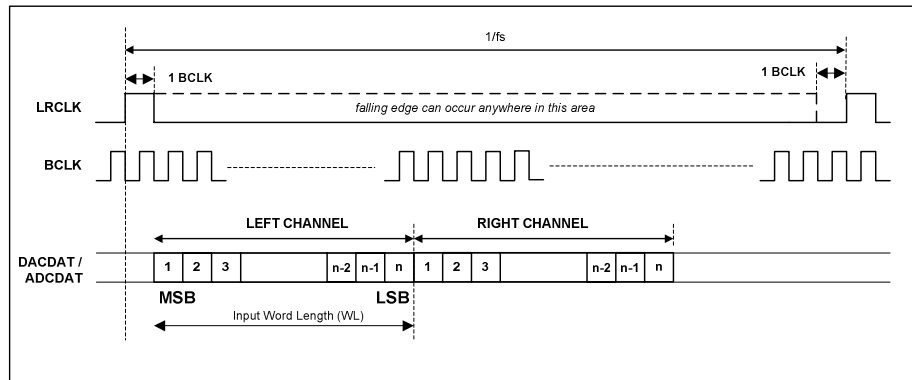 1/fs
1 BCLK
1 BCLK
LRCLK
falling edge can occur anywhere in this area
BCLK
LEFT CHANNEL
RIGHT CHANNEL
DACDAT /
ADCDAT
1 2 3 n-2 n-1 n 1 2 3 n-2 n-1 n
MSB LSB
Input Word Length (WL)